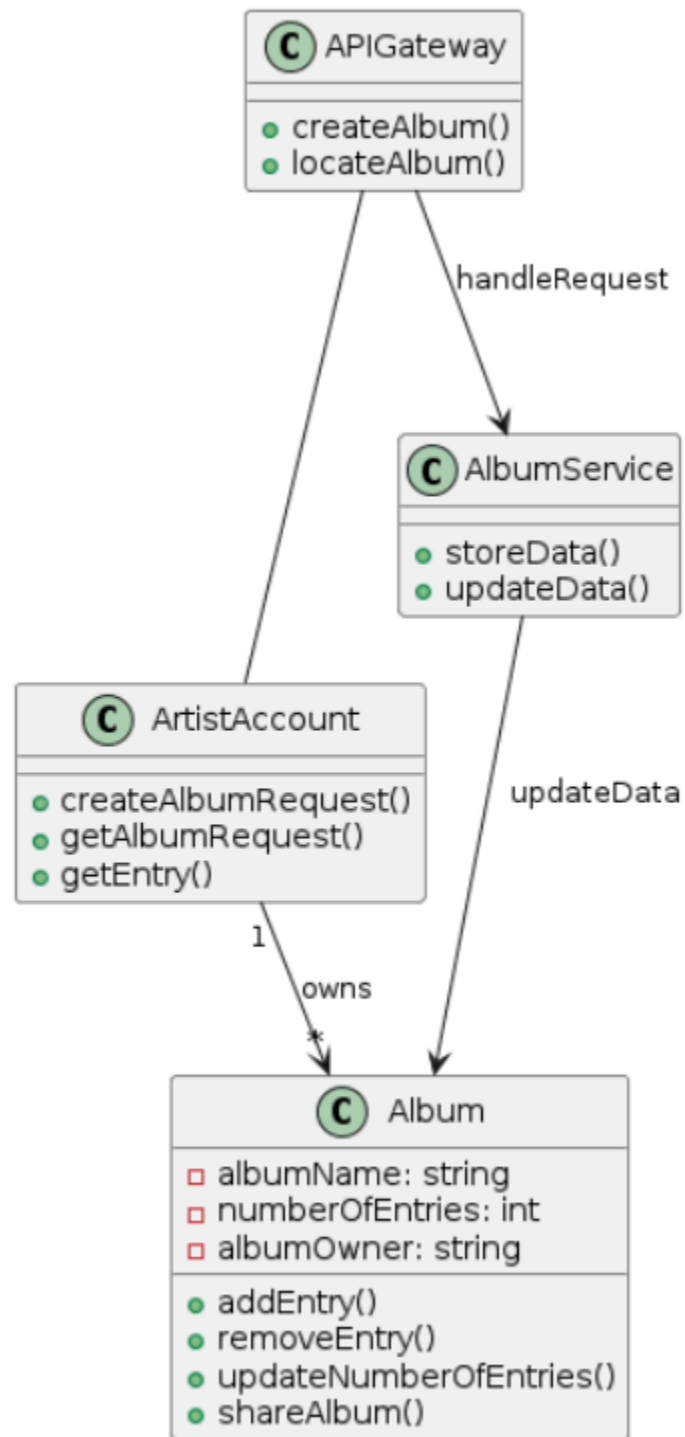 C APIGateway
createAlbum()
locateAlbum()
handleRequest
C AlbumService
storeData()
updateData()
C ArtistAccount
createAlbumRequest()
getAlbumRequest()
getEntry()
updateData
1
owns
*
C Album
albumName: string
numberOfEntries: int
albumOwner: string
addEntry()
removeEntry()
updateNumberOfEntries()
shareAlbum()